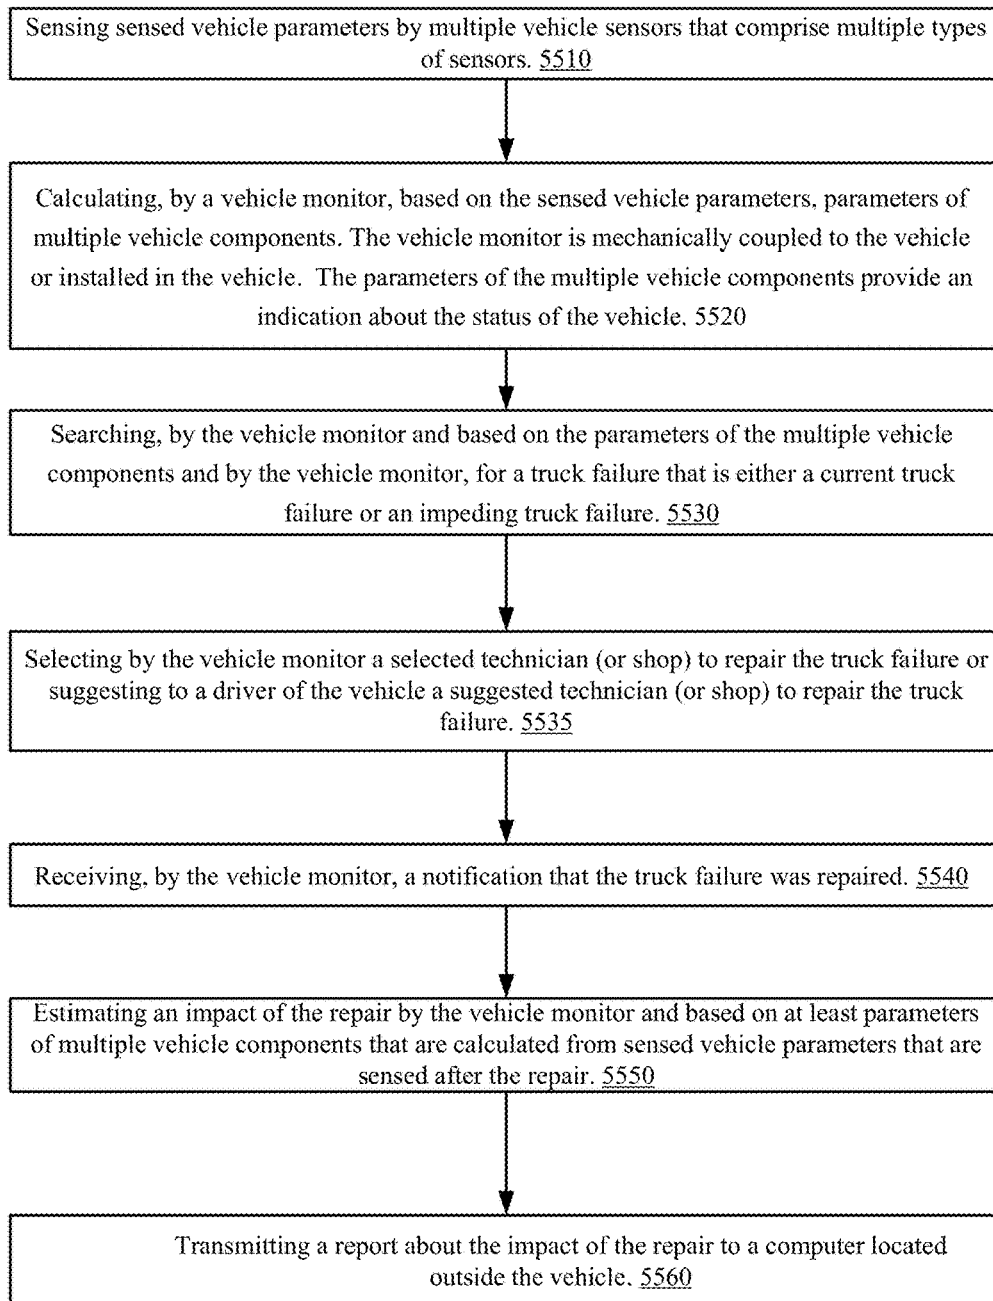 Sensing sensed vehicle parameters by multiple vehicle sensors that comprise multiple types
of sensors. 5510
Calculating, by a vehicle monitor, based on the sensed vehicle parameters, parameters of
multiple vehicle components. The vehicle monitor is mechanically coupled to the vehicle
or installed in the vehicle. The parameters of the multiple vehicle components provide an
indication about the status of the vehicle. 5520
Searching, by the vehicle monitor and based on the parameters of the multiple vehicle
components and by the vehicle monitor, for a truck failure that is either a current truck
failure or an impeding truck failure. 5530
Selecting by the vehicle monitor a selected technician (or shop) to repair the truck failure or
suggesting to a driver of the vehicle a suggested technician (or shop) to repair the truck
failure. 5535
Receiving, by the vehicle monitor, a notification that the truck failure was repaired. 5540
Estimating an impact of the repair by the vehicle monitor and based on at least parameters
of multiple vehicle components that are calculated from sensed vehicle parameters that are
sensed after the repair. 5550
Transmitting a report about the impact of the repair to a computer located
outside the vehicle. 5560